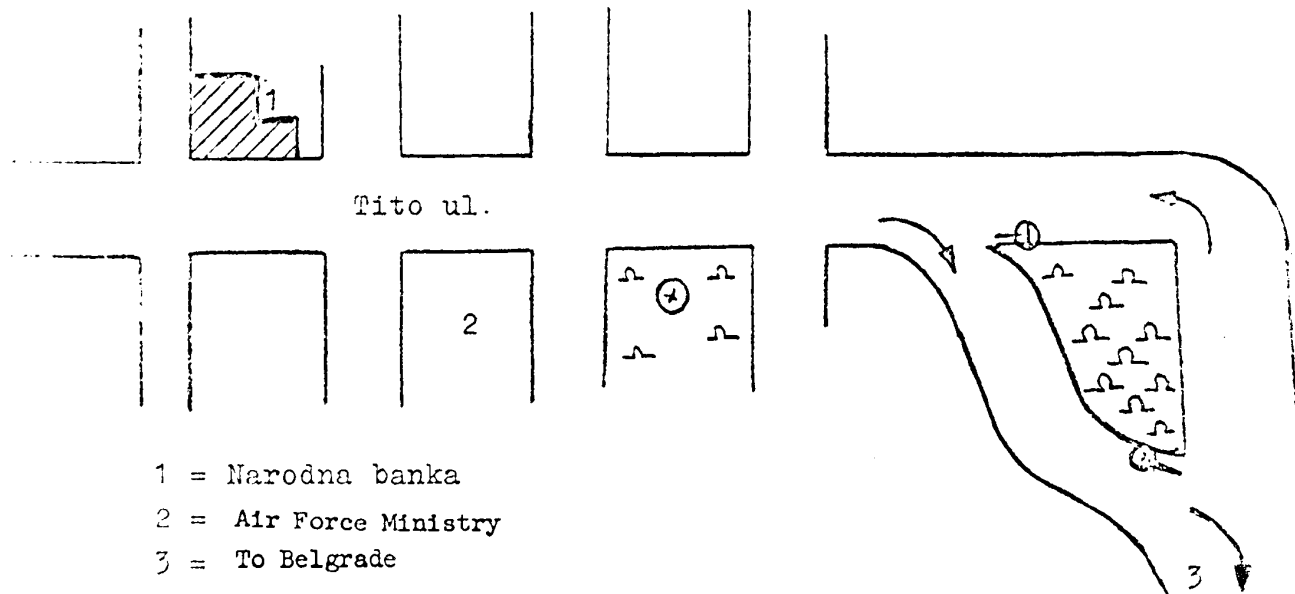 1
Tito ul.
2
1 = Narodna banka
2 = Air Force Ministry
3 = To Belgrade
3